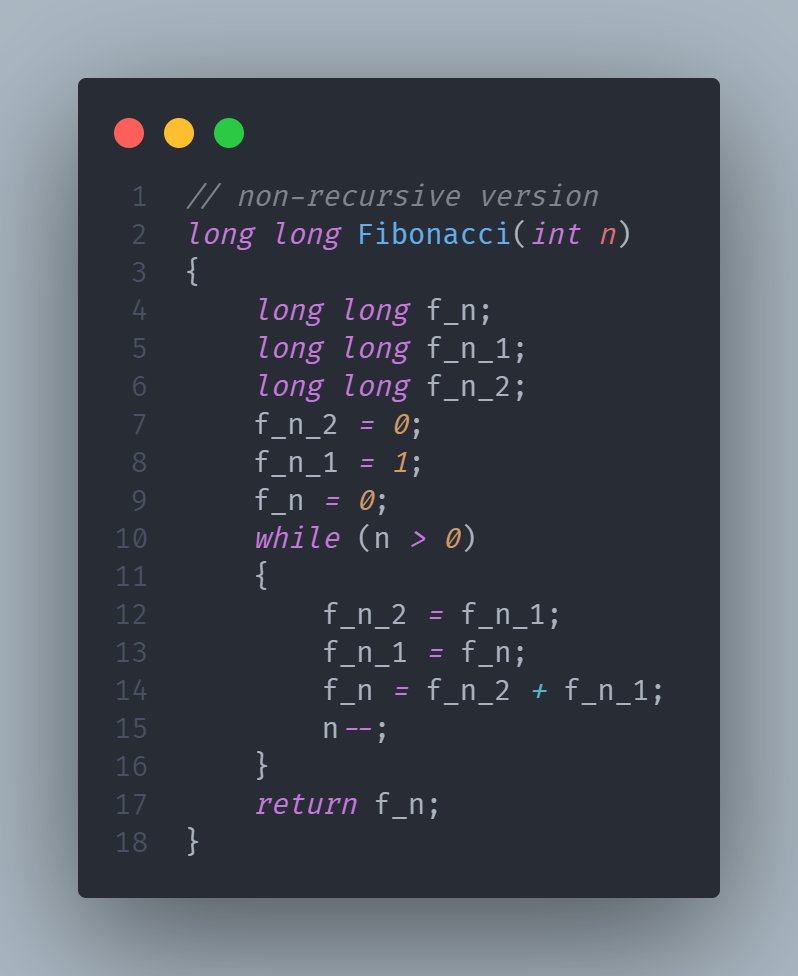 1 // non-recursive version
2 long long Fibonacci(int n)
3 {
4     long long f_n;
5     long long f_n_1;
6     long long f_n_2;
7     f_n_2 = 0;
8     f_n_1 = 1;
9     f_n = 0;
10     while (n > 0)
11     {
12         f_n_2 = f_n_1;
13         f_n_1 = f_n;
14         f_n = f_n_2 + f_n_1;
15         n--;
16     }
17     return f_n;
18 }